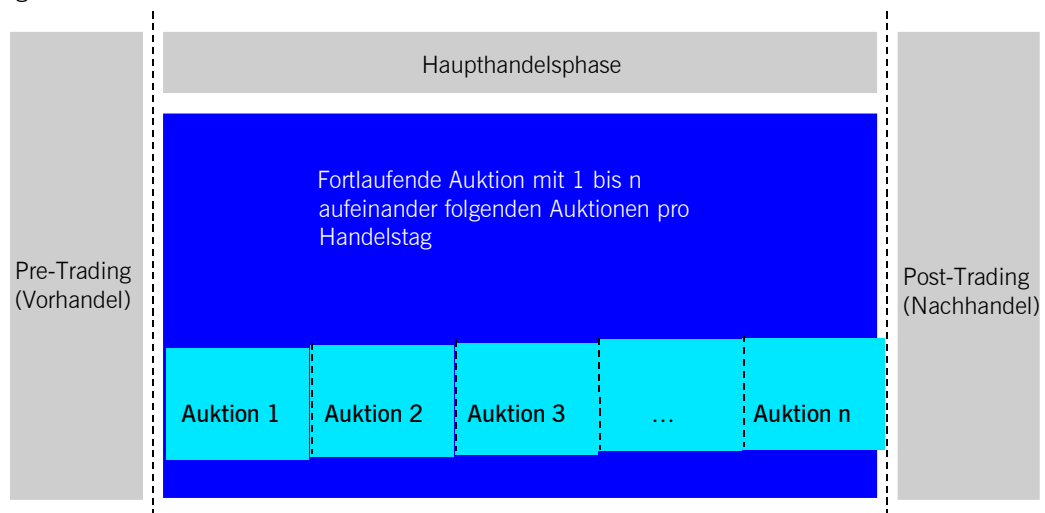 Haupthandelsphase
Fortlaufende Auktion mit 1 bis n
aufeinander folgenden Auktionen pro
Handelstag
Pre-Trading
(Vorhandel)
Post-Trading
(Nachhandel)
Auktion 1
Auktion 2
Auktion 3
…
Auktion n